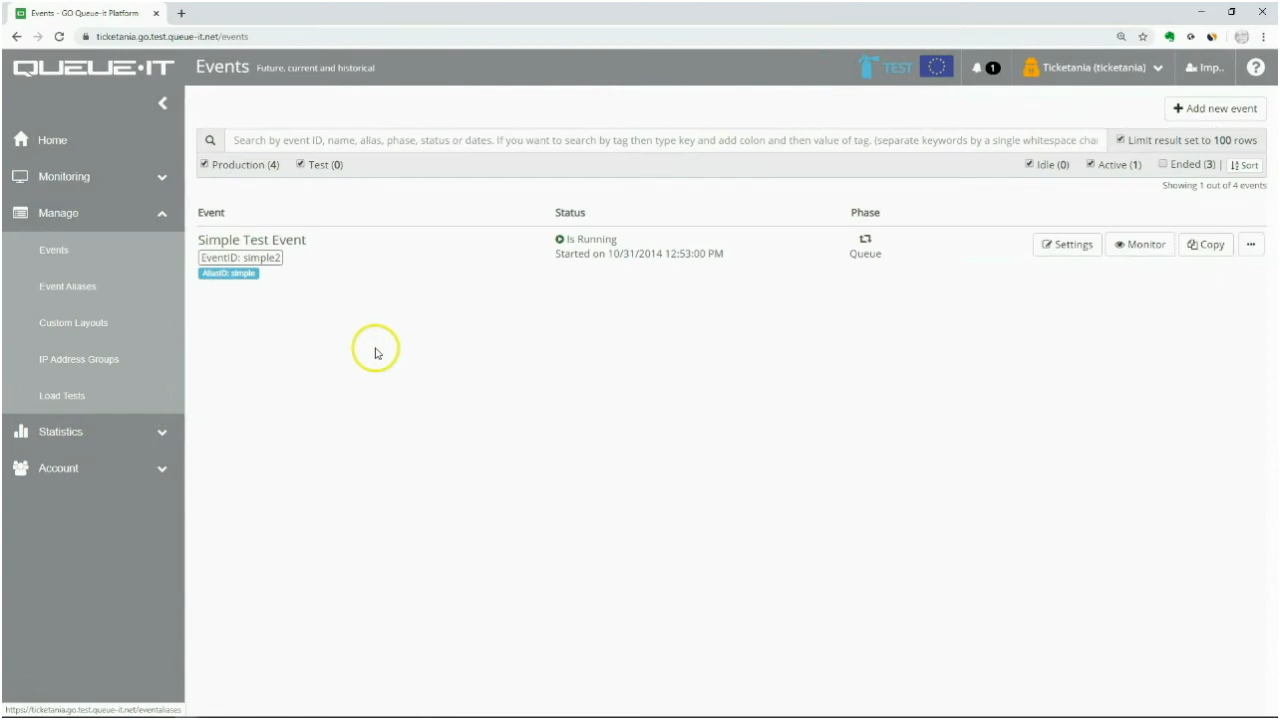 Events - GO Queue-it Platform
ticketania.go.test.queue-it.net/events
QUEUE-IT
Events Future, current and historical
TEST
1
Ticketania (ticketania)
Imp..
Home
Monitoring
Manage
Events
Event Aliases
Custom Layouts
IP Address Groups
Load Tests
Statistics
Account
Add new event
Search by event ID, name, alias, phase, status or dates. If you want to search by tag then type key and add colon and then value of tag. (separate keywords by a single whitespace chai
Limit result set to 100 rows
Production (4) Test (0)
Idle (0) Active (1) Ended (3) | Sort
Showing 1 out of 4 events
Event Status Phase
Simple Test Event
EventID: simple2
AliasID: simple
Is Running
Started on 10/31/2014 12:53:00 PM
Queue
Settings Monitor Copy ...
https://ticketania.go.test.queue-it.net/eventaliases